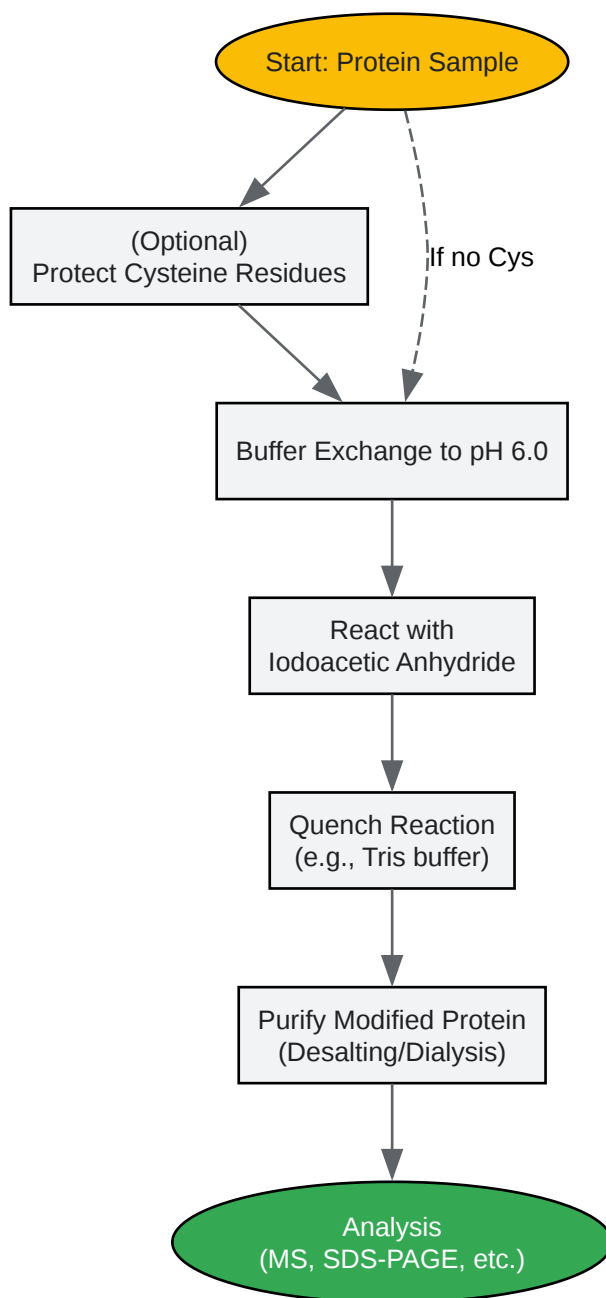 Start: Protein Sample
(Optional)
Protect Cysteine Residues
If no Cys
Buffer Exchange to pH 6.0
React with
Iodoacetic Anhydride
Quench Reaction
(e.g., Tris buffer)
Purify Modified Protein
(Desalting/Dialysis)
Analysis
(MS, SDS-PAGE, etc.)